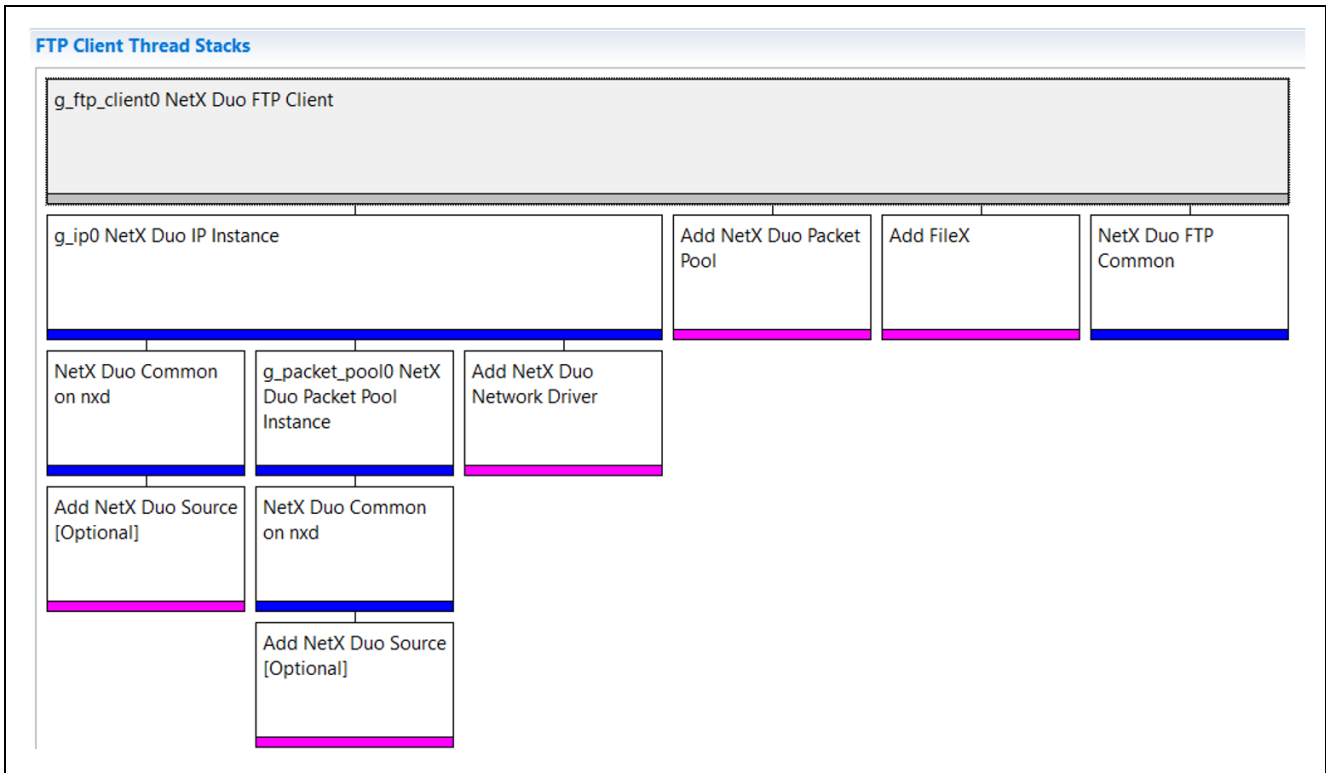 FTP Client Thread Stacks
g_ftp_client0 NetX Duo FTP Client
g_ip0 NetX Duo IP Instance
Add NetX Duo Packet
Pool
Add FileX
NetX Duo FTP
Common
NetX Duo Common
on nxd
g_packet_pool0 NetX
Duo Packet Pool
Instance
Add NetX Duo
Network Driver
Add NetX Duo Source
[Optional]
NetX Duo Common
on nxd
Add NetX Duo Source
[Optional]